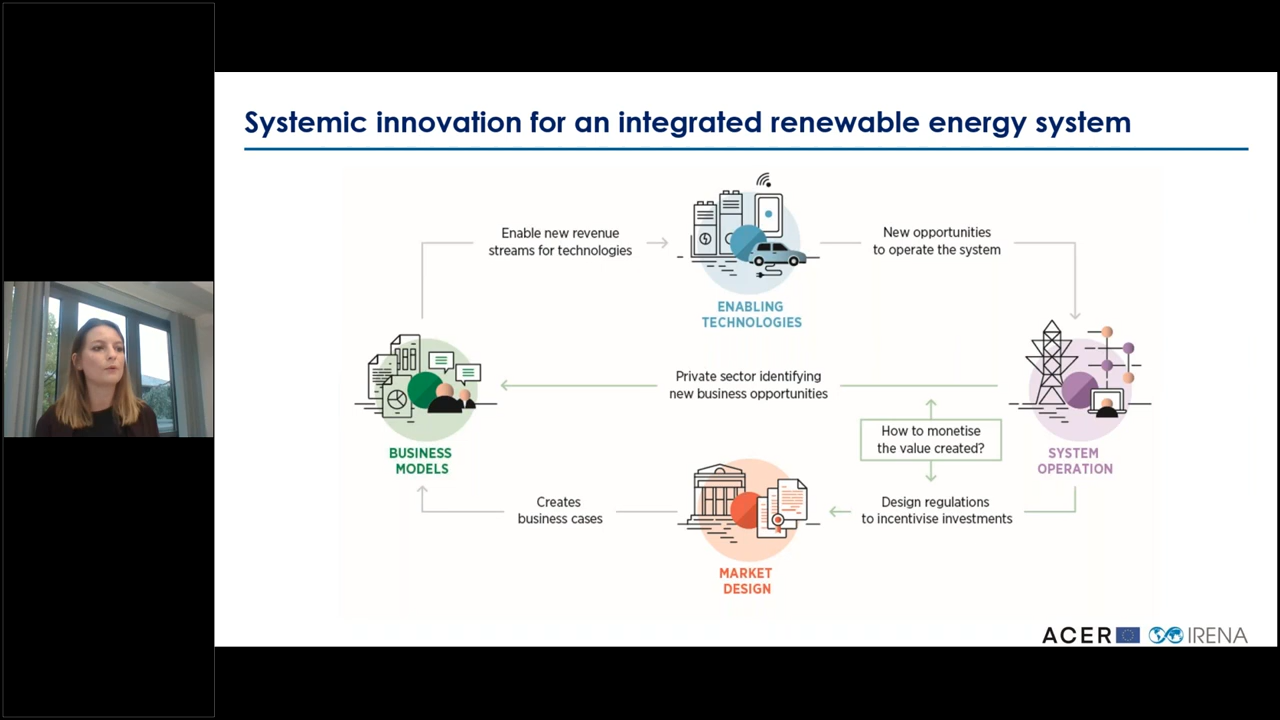 Systemic innovation for an integrated renewable energy system
Enable new revenue
streams for technologies
New opportunities
to operate the system
ENABLING
TECHNOLOGIES
Private sector identifying
new business opportunities
How to monetise
the value created?
BUSINESS
MODELS
SYSTEM
OPERATION
Creates
business cases
Design regulations
to incentivise investments
MARKET
DESIGN
ACER IRENA